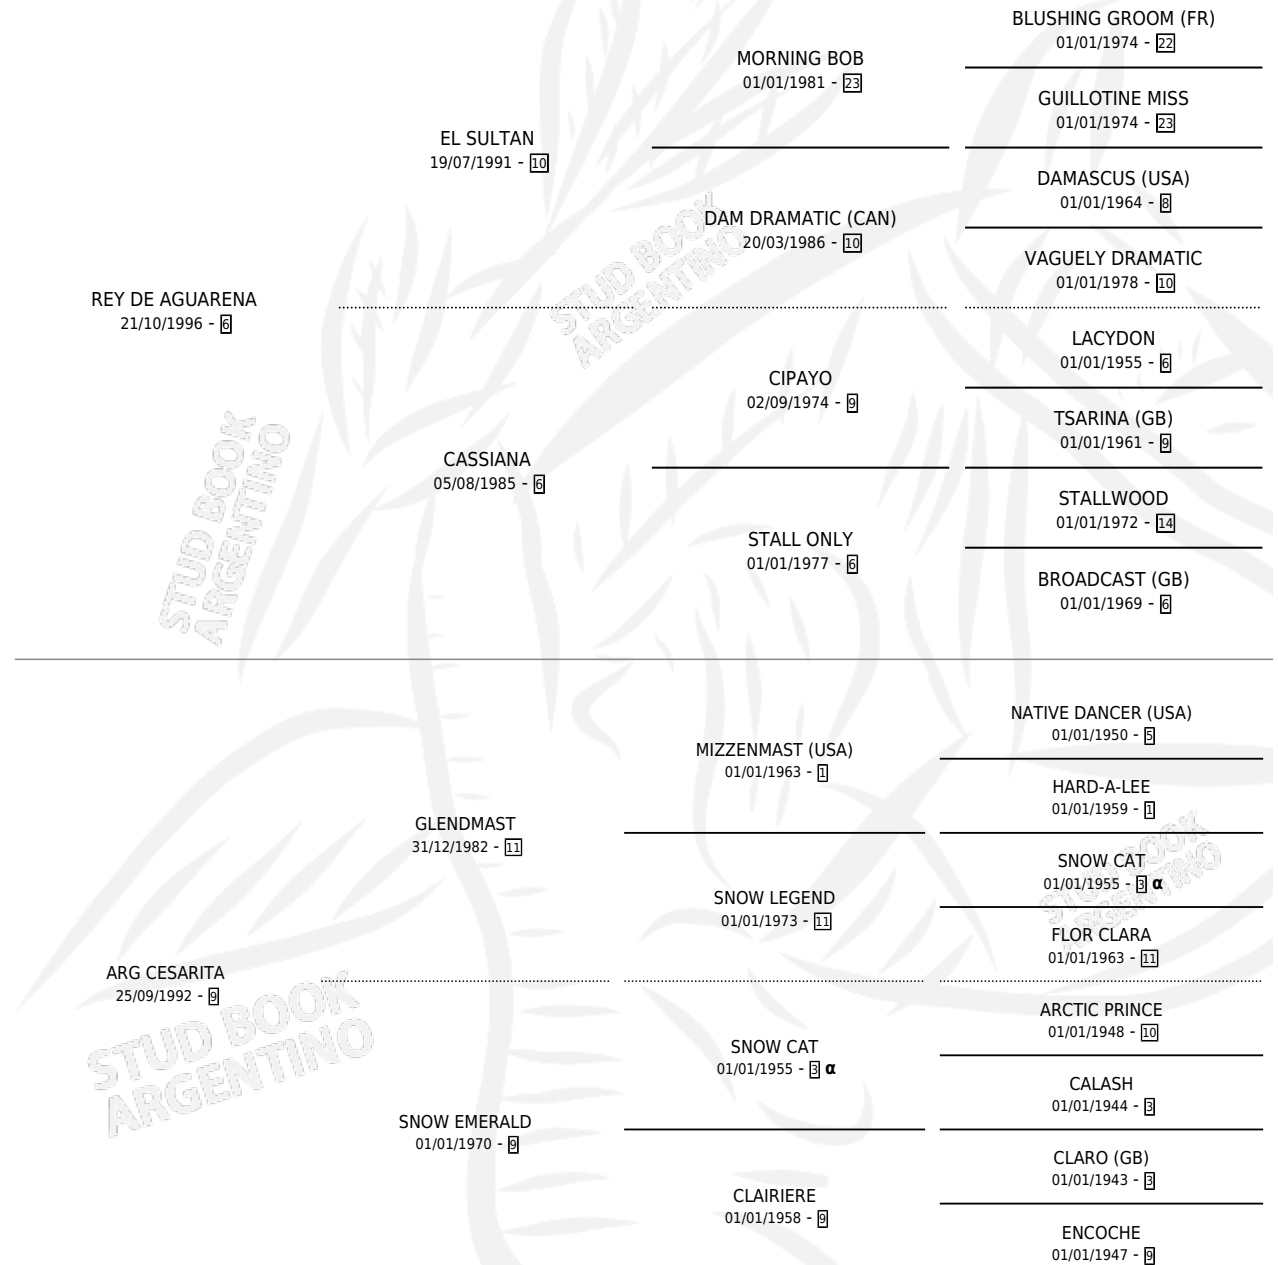 BLUSHING GROOM (FR)
01/01/1974 - 22
MORNING BOB
01/01/1981 - 23
GUILLOTINE MISS
01/01/1974 - 23
EL SULTAN
19/07/1991 - 10
DAMASCUS (USA)
01/01/1964 - 8
DAM DRAMATIC (CAN)
20/03/1986 - 10
VAGUELY DRAMATIC
01/01/1978 - 10
REY DE AGUARENA
21/10/1996 - 6
LACYDON
01/01/1955 - 6
CIPAYO
02/09/1974 - 9
TSARINA (GB)
01/01/1961 - 9
CASSIANA
05/08/1985 - 6
STALLWOOD
01/01/1972 - 14
STALL ONLY
01/01/1977 - 6
BROADCAST (GB)
01/01/1969 - 6
NATIVE DANCER (USA)
01/01/1950 - 5
MIZZENMAST (USA)
01/01/1963 - 1
HARD-A-LEE
01/01/1959 - 1
GLENDMAST
31/12/1982 - 11
SNOW CAT
01/01/1955 - 3 α
SNOW LEGEND
01/01/1973 - 11
FLOR CLARA
01/01/1963 - 11
ARG CESARITA
25/09/1992 - 9
ARCTIC PRINCE
01/01/1948 - 10
SNOW CAT
01/01/1955 - 3 α
CALASH
01/01/1944 - 3
SNOW EMERALD
01/01/1970 - 9
CLARO (GB)
01/01/1943 - 3
CLAIRIERE
01/01/1958 - 9
ENCOCHE
01/01/1947 - 9
STUD BOOK
ARGENTINO
STUD BOOK
ARGENTINO
STUD BOOK
ARGENTINO
STUD BOOK
ARGENTINO